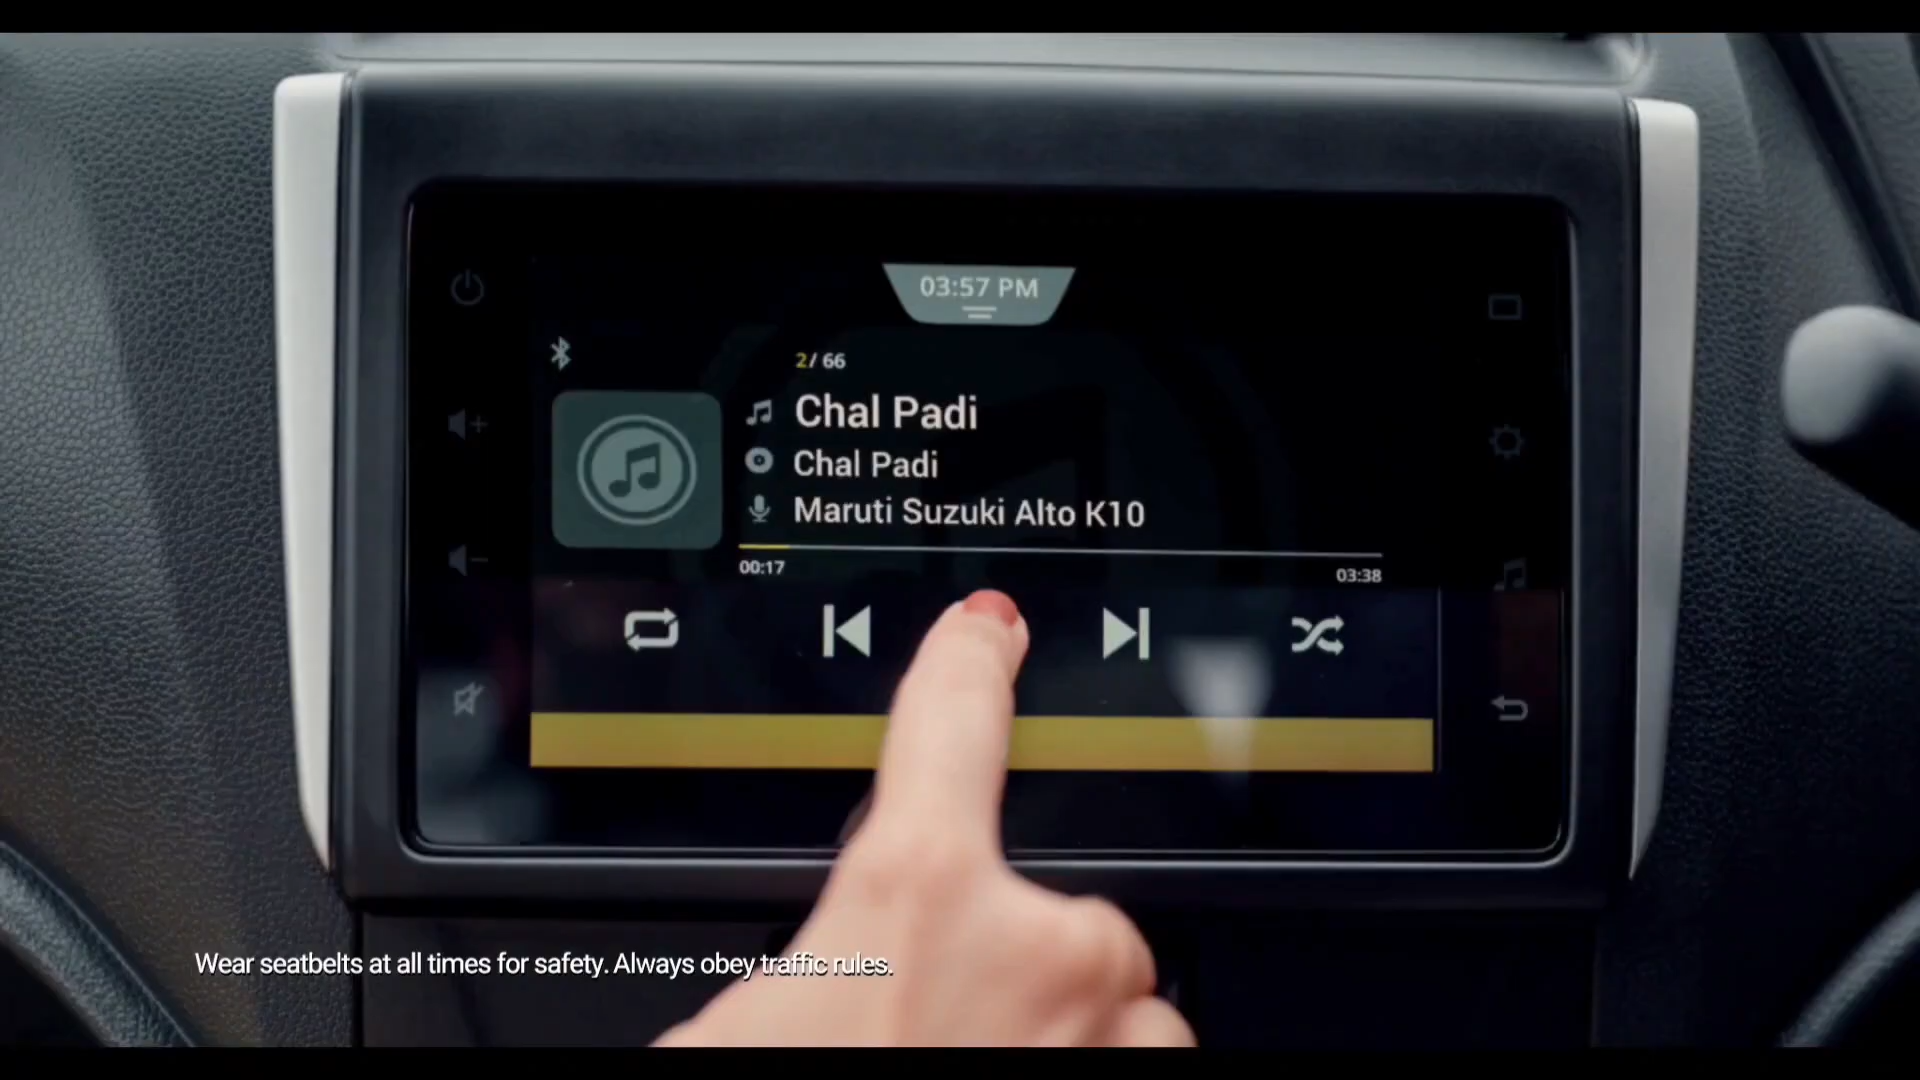 03:57 PM
2/ 66
Chal Padi
Chal Padi
Maruti Suzuki Alto K10
00:17
03:38
Wear seatbelts at all times for safety. Always obey traffic rules.